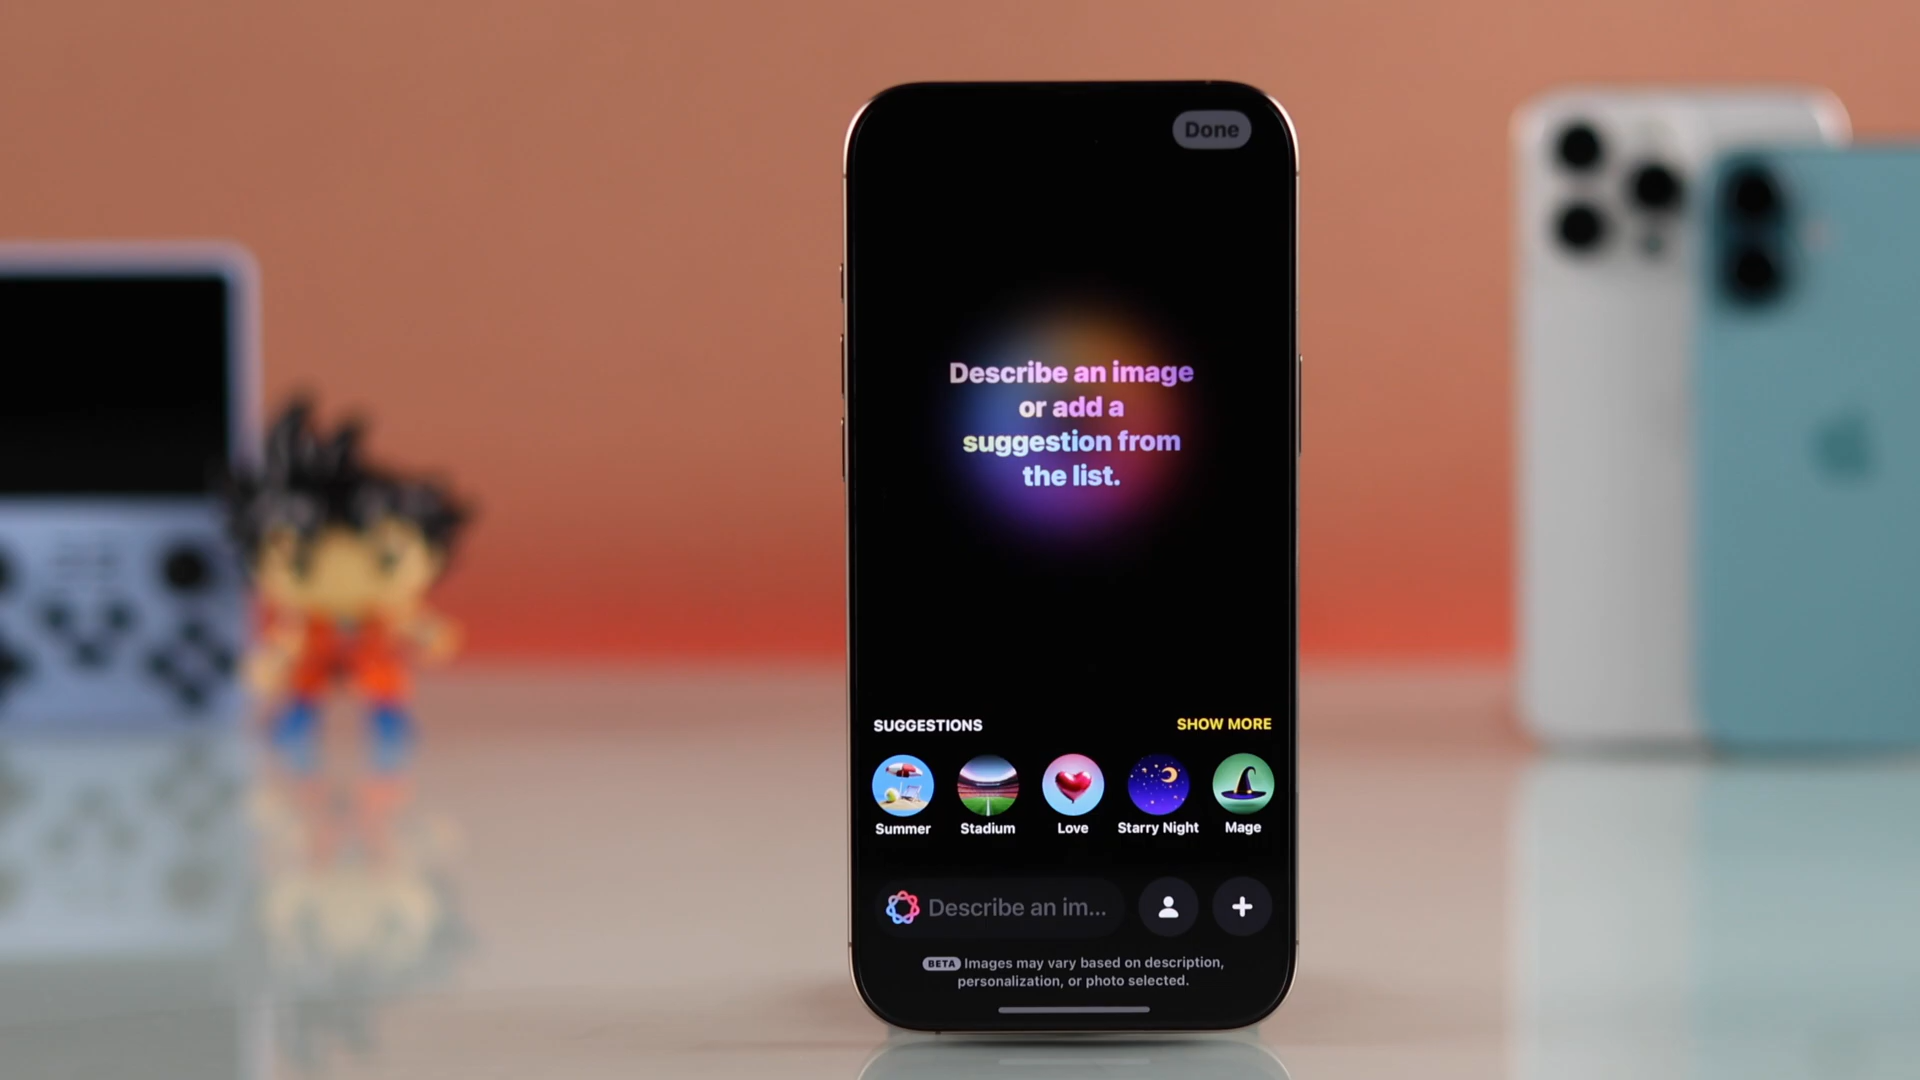 Done
Describe an image
or add a
suggestion from
the list.
SUGGESTIONS
SHOW MORE
Summer
Stadium
Love
Starry Night
Mage
Describe an im...
BETA Images may vary based on description,
personalization, or photo selected.